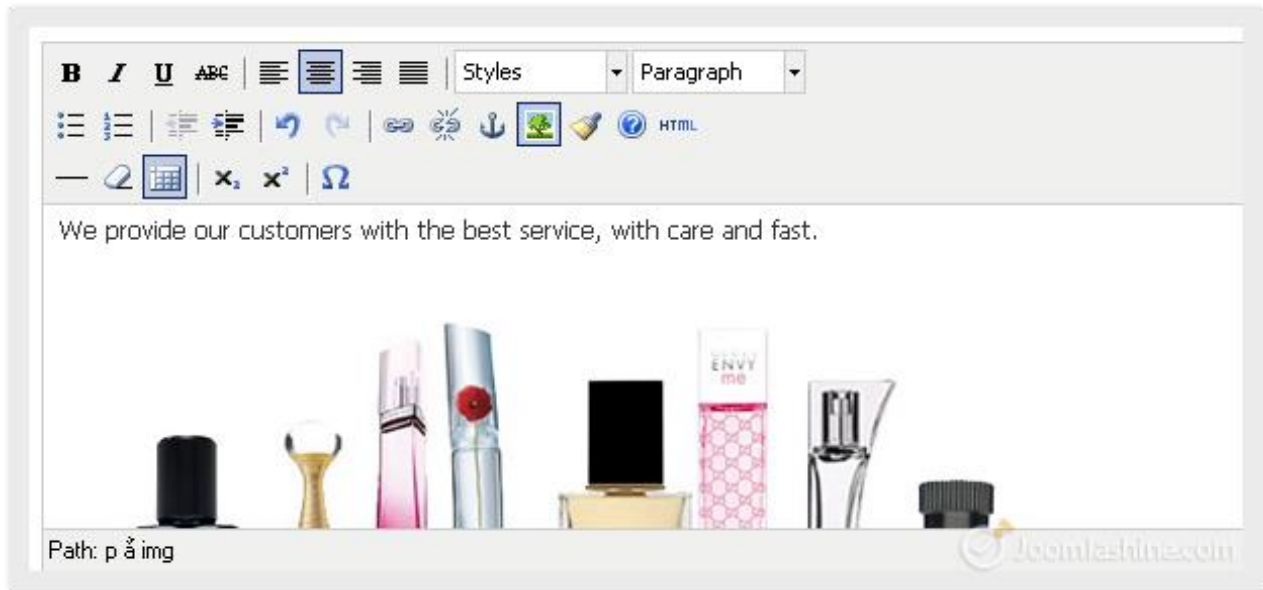 B I U ABC Styles Paragraph
HTML
We provide our customers with the best service, with care and fast.
ENVY
me
Path: p ẩ img
Joomlashine.com